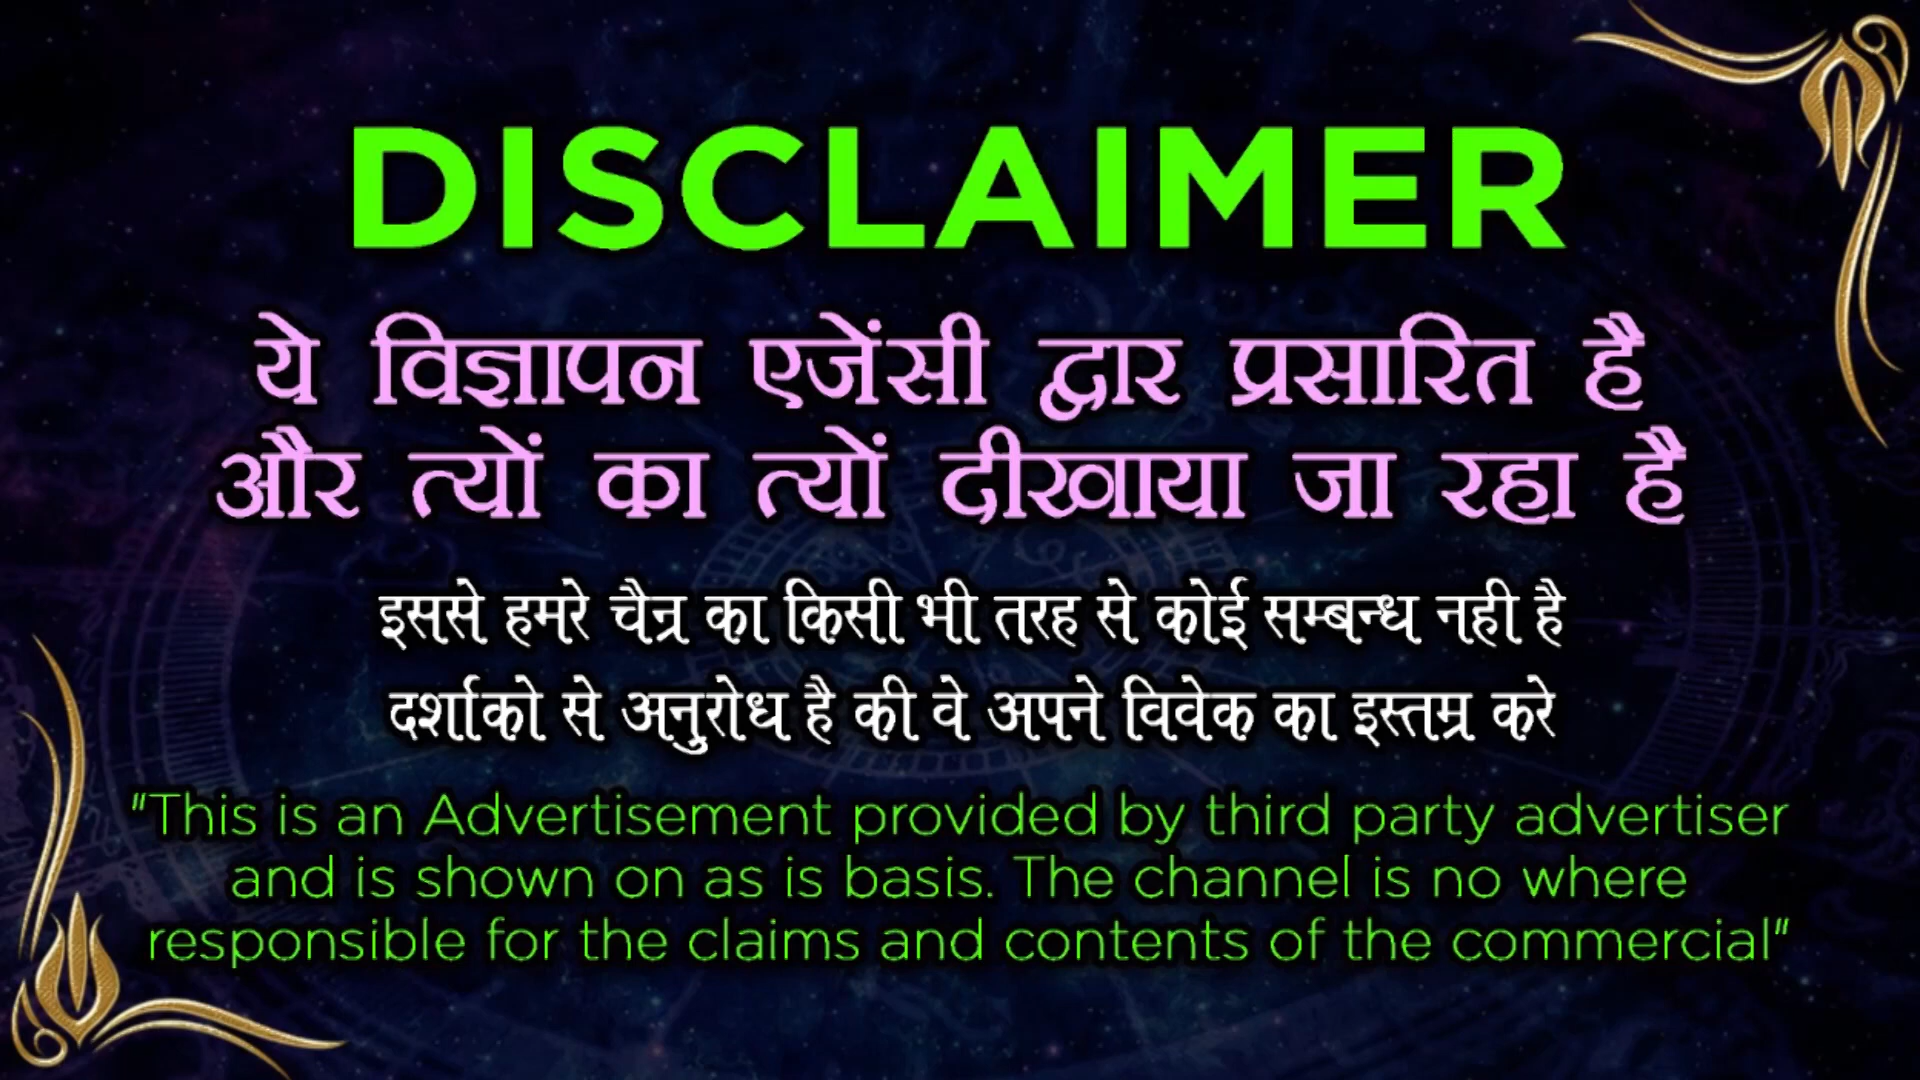 DISCLAIMER
ये विज्ञापन एजेंसी द्वार प्रसारित है
और त्यों का त्यों दीखाया जा रहा है
इससे हमरे चैन्र का किसी भी तरह से कोई सम्बन्ध नही है
दर्शाको से अनुरोध है की वे अपने विवेक का इस्तम्र करे
"This is an Advertisement provided by third party advertiser
and is shown on as is basis. The channel is no where
responsible for the claims and contents of the commercial"